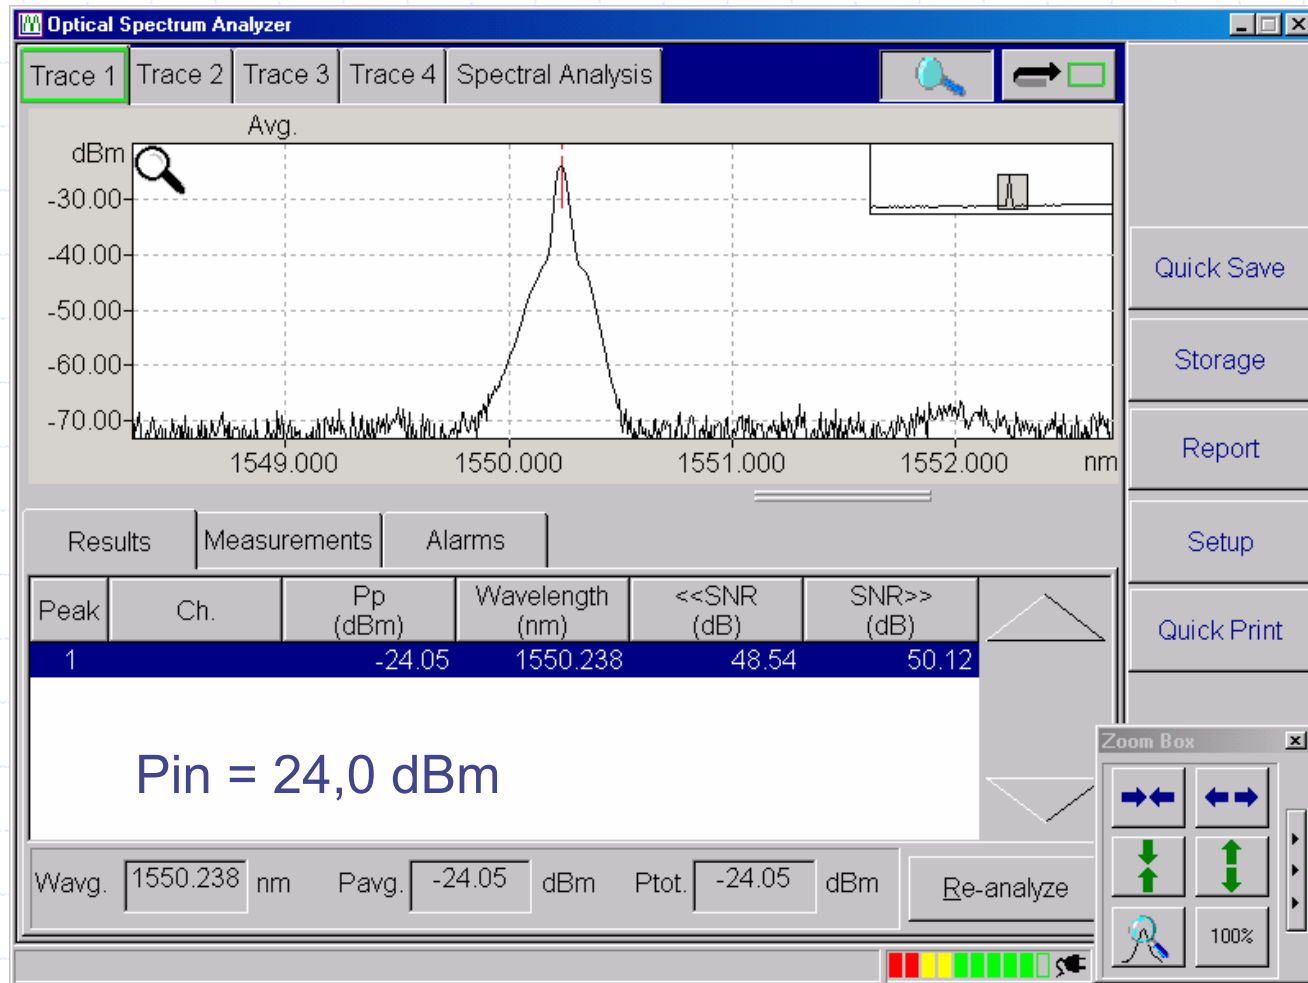 Optical Spectrum Analyzer
Trace 1 Trace 2 Trace 3 Trace 4 Spectral Analysis
Avg.
dBm
-30.00
-40.00
-50.00
-60.00
-70.00
1549.000 1550.000 1551.000 1552.000 nm
Quick Save
Storage
Report
Setup
Quick Print
Results Measurements Alarms
Peak Ch. Pp (dBm) Wavelength (nm) <<SNR (dB) SNR>> (dB)
1 -24.05 1550.238 48.54 50.12
Pin = 24,0 dBm
Wavg. 1550.238 nm Pavg. -24.05 dBm Ptot. -24.05 dBm Re-analyze
Zoom Box
100%